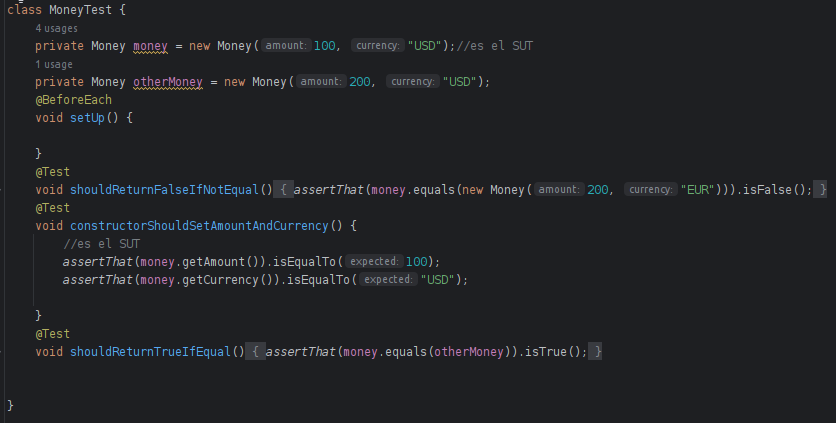 class MoneyTest {
4 usages
private Money money = new Money( amount: 100, currency: "USD");//es el SUT
1 usage
private Money otherMoney = new Money( amount: 200, currency: "USD");
@BeforeEach
void setUp() {
}
@Test
void shouldReturnFalseIfNotEqual() { assertThat(money.equals(new Money( amount: 200, currency: "EUR"))).isFalse(); }
@Test
void constructorShouldSetAmountAndCurrency() {
//es el SUT
assertThat(money.getAmount()).isEqualTo( expected: 100);
assertThat(money.getCurrency()).isEqualTo( expected: "USD");
}
@Test
void shouldReturnTrueIfEqual() { assertThat(money.equals(otherMoney)).isTrue(); }
}